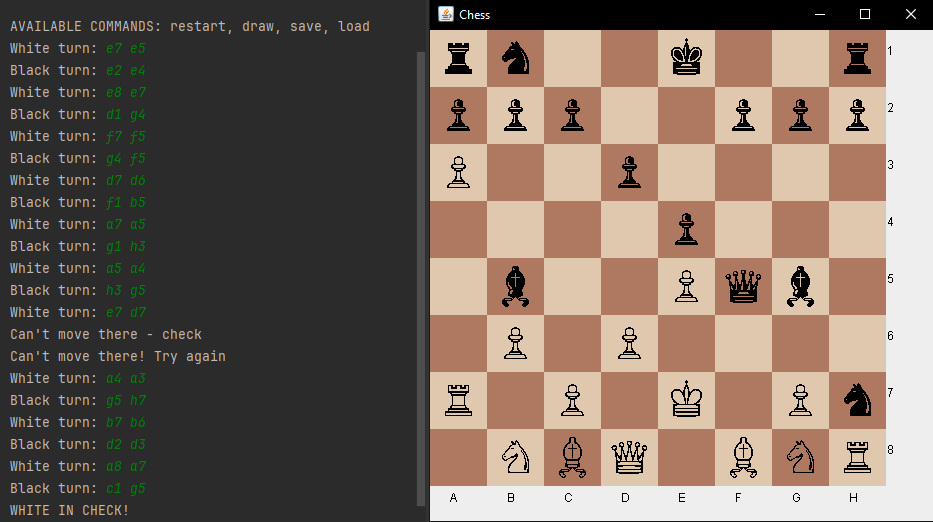 AVAILABLE COMMANDS: restart, draw, save, load
White turn: e7 e5
Black turn: e2 e4
White turn: e8 e7
Black turn: d1 g4
White turn: f7 f5
Black turn: g4 f5
White turn: d7 d6
Black turn: f1 b5
White turn: a7 a5
Black turn: g1 h3
White turn: a5 a4
Black turn: h3 g5
White turn: e7 d7
Can't move there - check
Can't move there! Try again
White turn: a4 a3
Black turn: g5 h7
White turn: b7 b6
Black turn: d2 d3
White turn: a8 a7
Black turn: c1 g5
WHITE IN CHECK!
Chess
1
2
3
4
5
6
7
8
A B C D E F G H